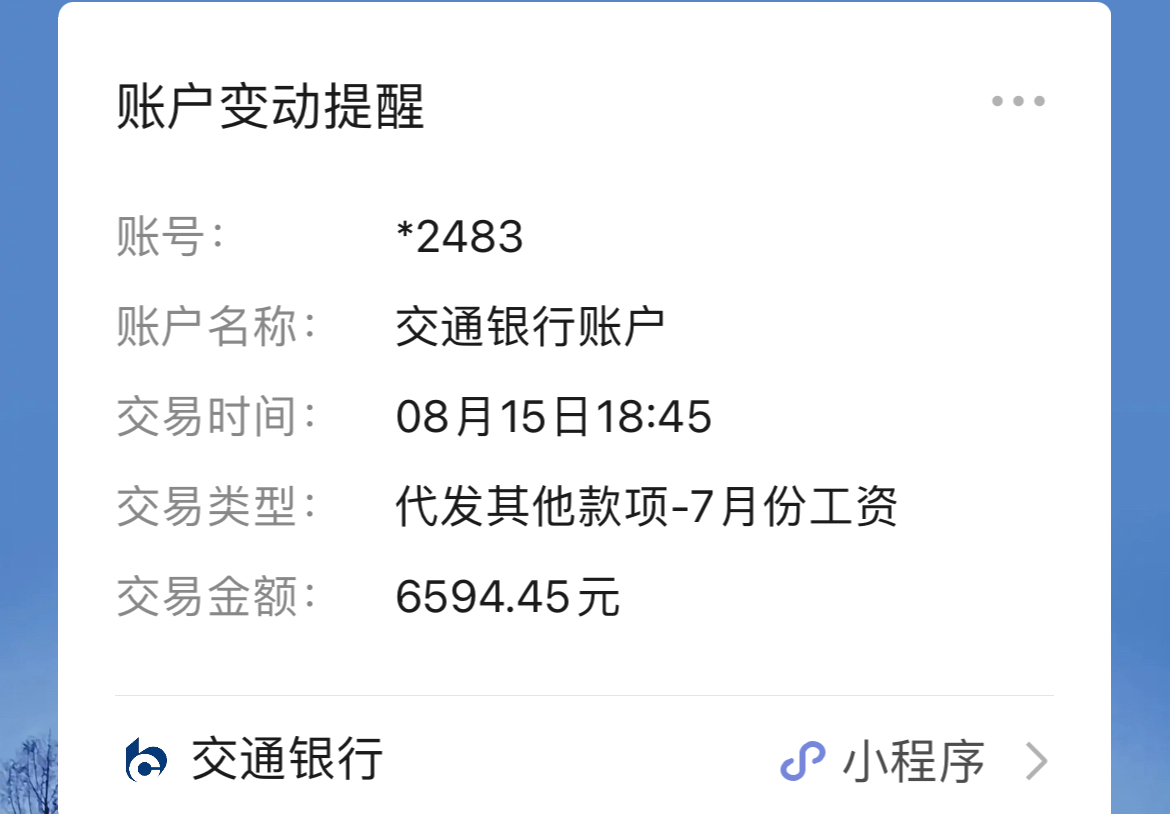 账户变动提醒
账号： *2483
账户名称： 交通银行账户
交易时间： 08月15日18:45
交易类型： 代发其他款项-7月份工资
交易金额： 6594.45元
交通银行 小程序